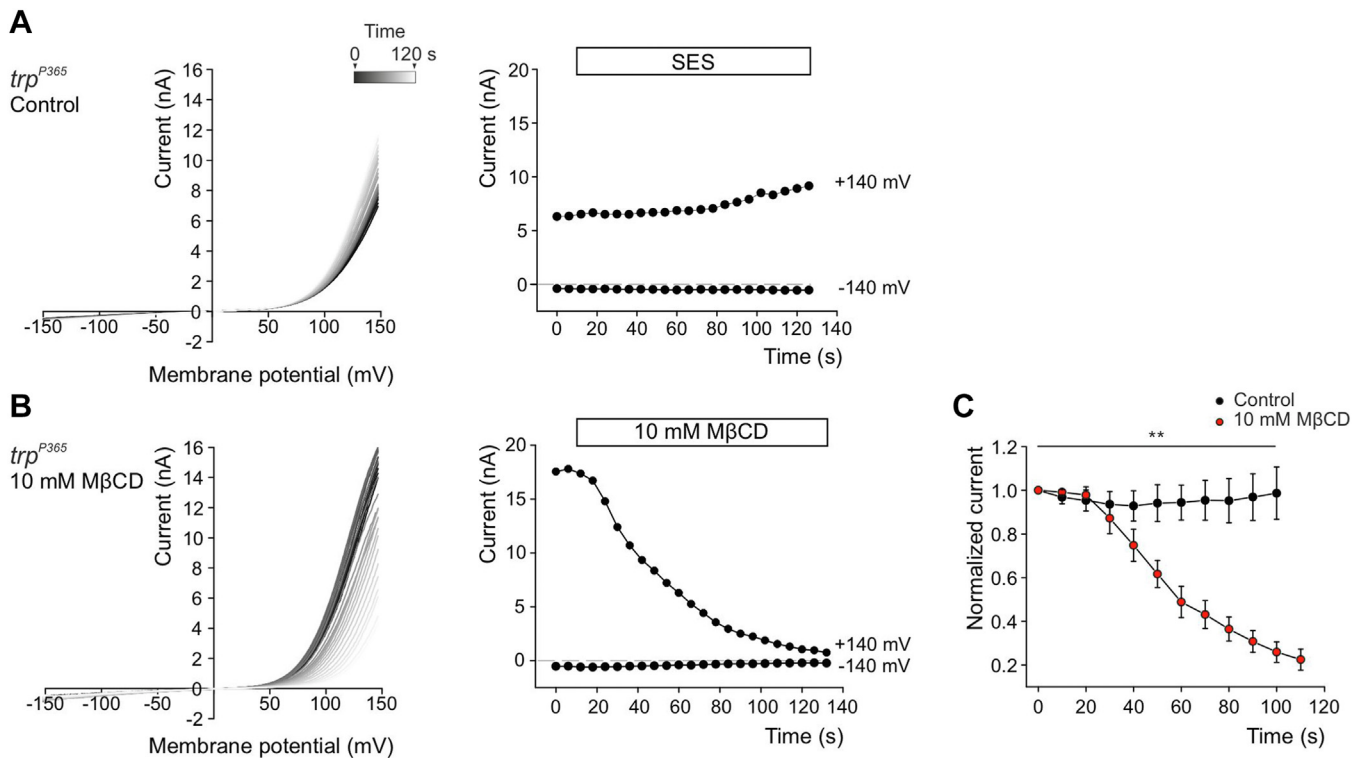 A
trp^P365
Control
Time
0 120 s
Current (nA)
16
14
12
10
8
6
4
2
0
-2
-150 -100 -50 50 100 150
Membrane potential (mV)
SES
Current (nA)
20
15
10
5
0
+140 mV
-140 mV
0 20 40 60 80 100 120 140
Time (s)
B
trp^P365
10 mM MβCD
Current (nA)
16
14
12
10
8
6
4
2
0
-2
-150 -100 -50 50 100 150
Membrane potential (mV)
10 mM MβCD
Current (nA)
20
15
10
5
0
+140 mV
-140 mV
0 20 40 60 80 100 120 140
Time (s)
C
Control
10 mM MβCD
**
Normalized current
1.2
1.0
0.8
0.6
0.4
0.2
0 20 40 60 80 100 120
Time (s)